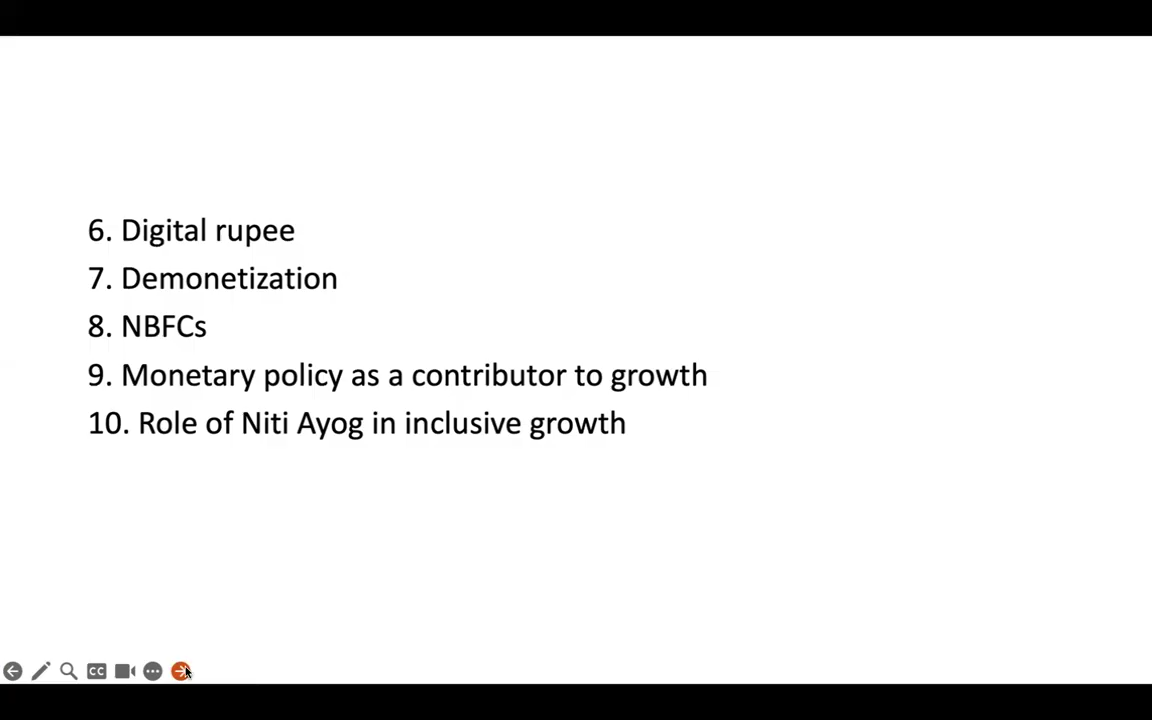 6. Digital rupee
7. Demonetization
8. NBFCs
9. Monetary policy as a contributor to growth
10. Role of Niti Ayog in inclusive growth
CC